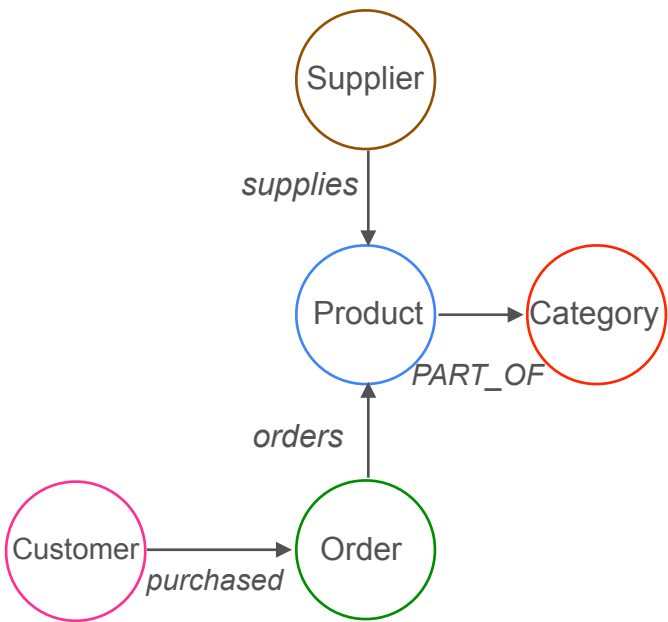 Supplier
supplies
Product
Category
PART_OF
orders
Customer
Order
purchased